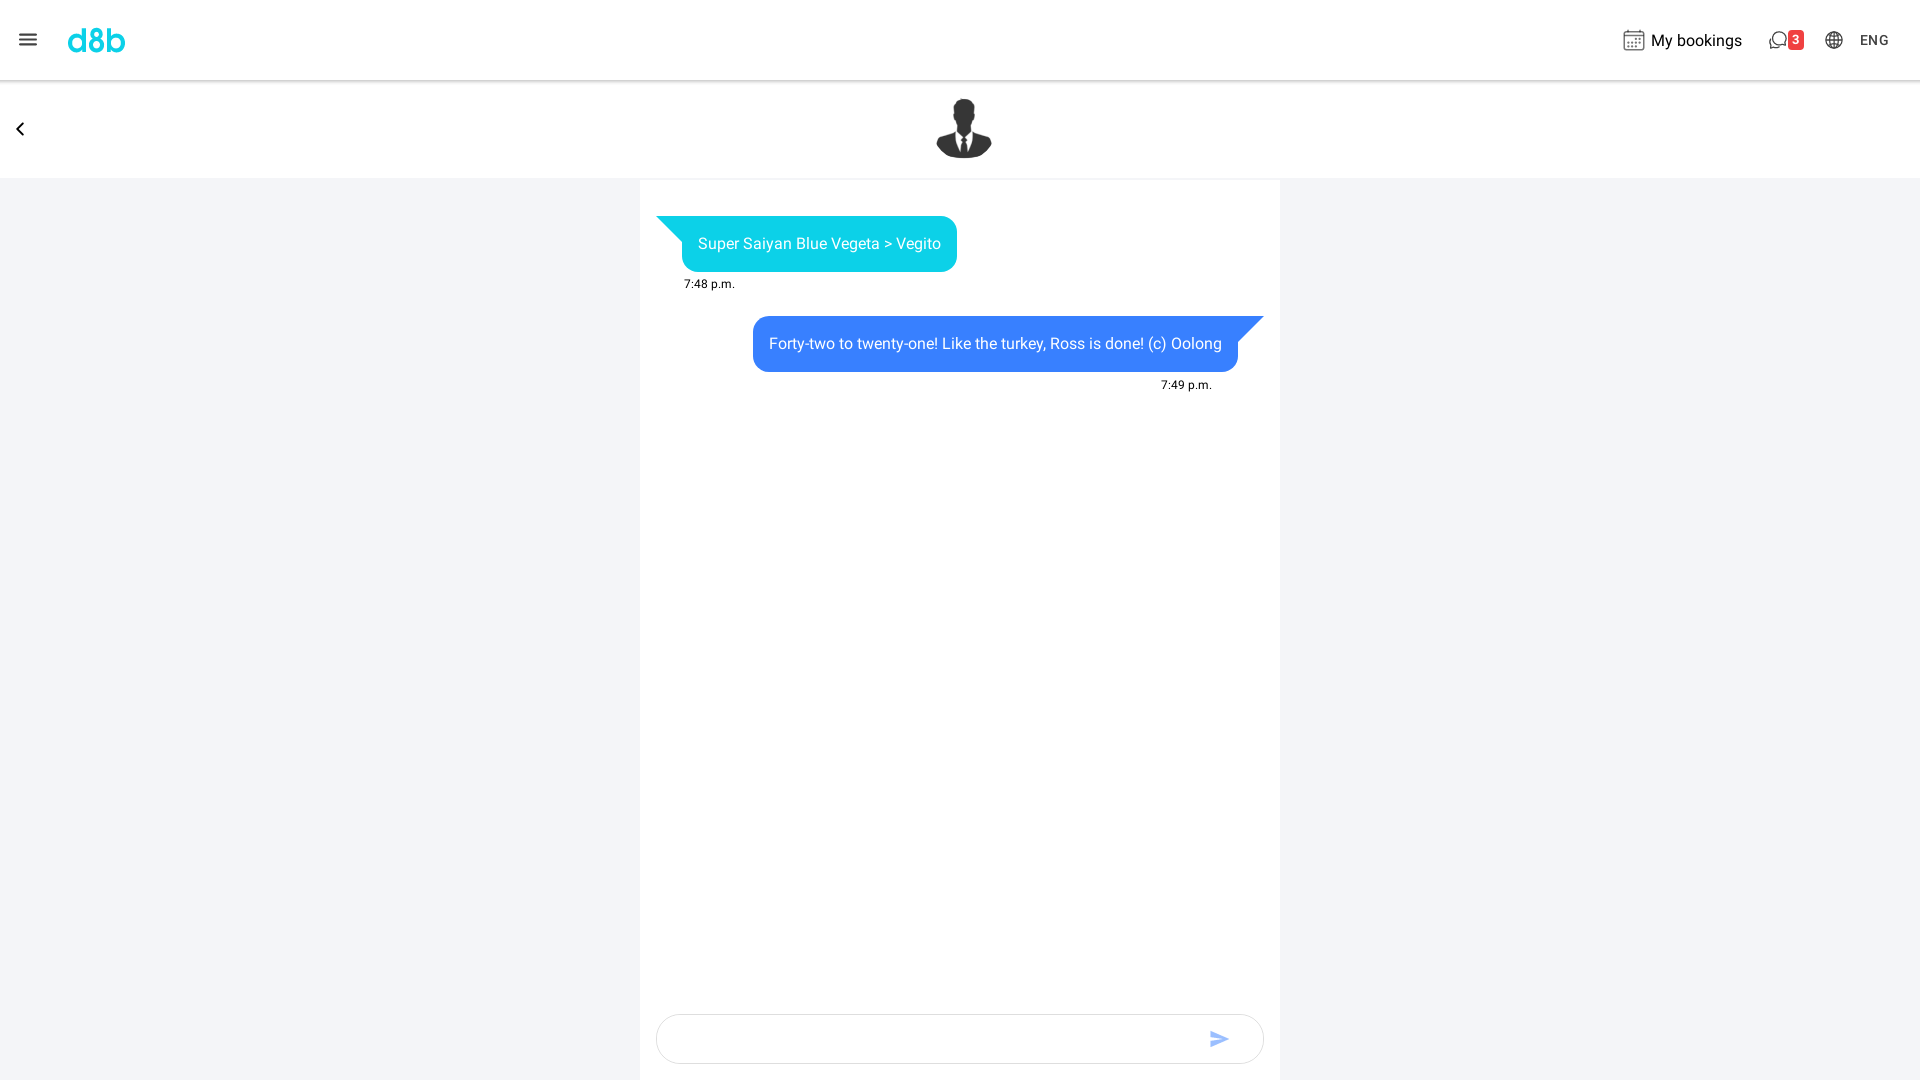 d8b
My bookings
3
ENG
Super Saiyan Blue Vegeta > Vegito
7:48 p.m.
Forty-two to twenty-one! Like the turkey, Ross is done! (c) Oolong
7:49 p.m.